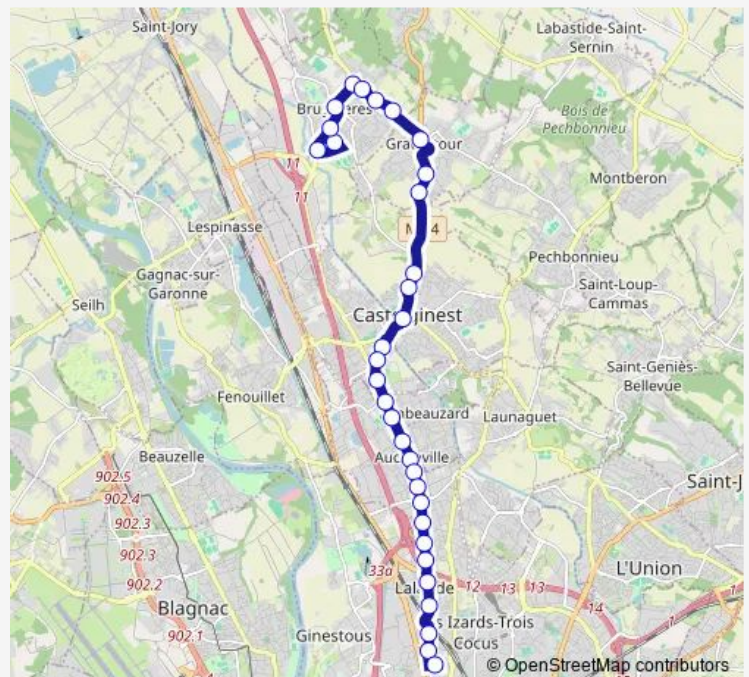 Saint-Jory
Labastide-Saint-
Sernin
Bois de
Pechbonnieu
11
11
Montberon
Lespinasse
Pechbonnieu
Gagnac-sur-
Garonne
Saint-Loup-
Cammas
Seilh
Saint-Geniès-
Bellevue
Fenouillet
Launaguet
Beauzelle
902.5
902.4
902.3
902.3
902.2
902.1
Saint-J
33a
12
13
13
14
L'Union
Blagnac
Ginestous
Cocus
© OpenStreetMap contributors